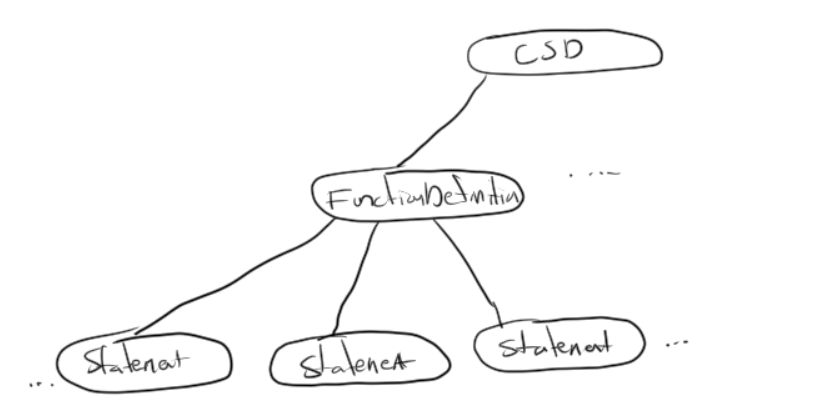 CSD
....
FunctionDefinition
Statement
Statement
Statement
...
...